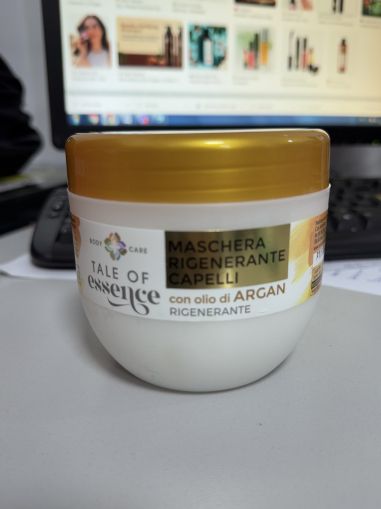 BODY CARE
TALE OF
essence
MASCHERA
RIGENERANTE
CAPELLI
con olio di ARGAN
RIGENERANTE